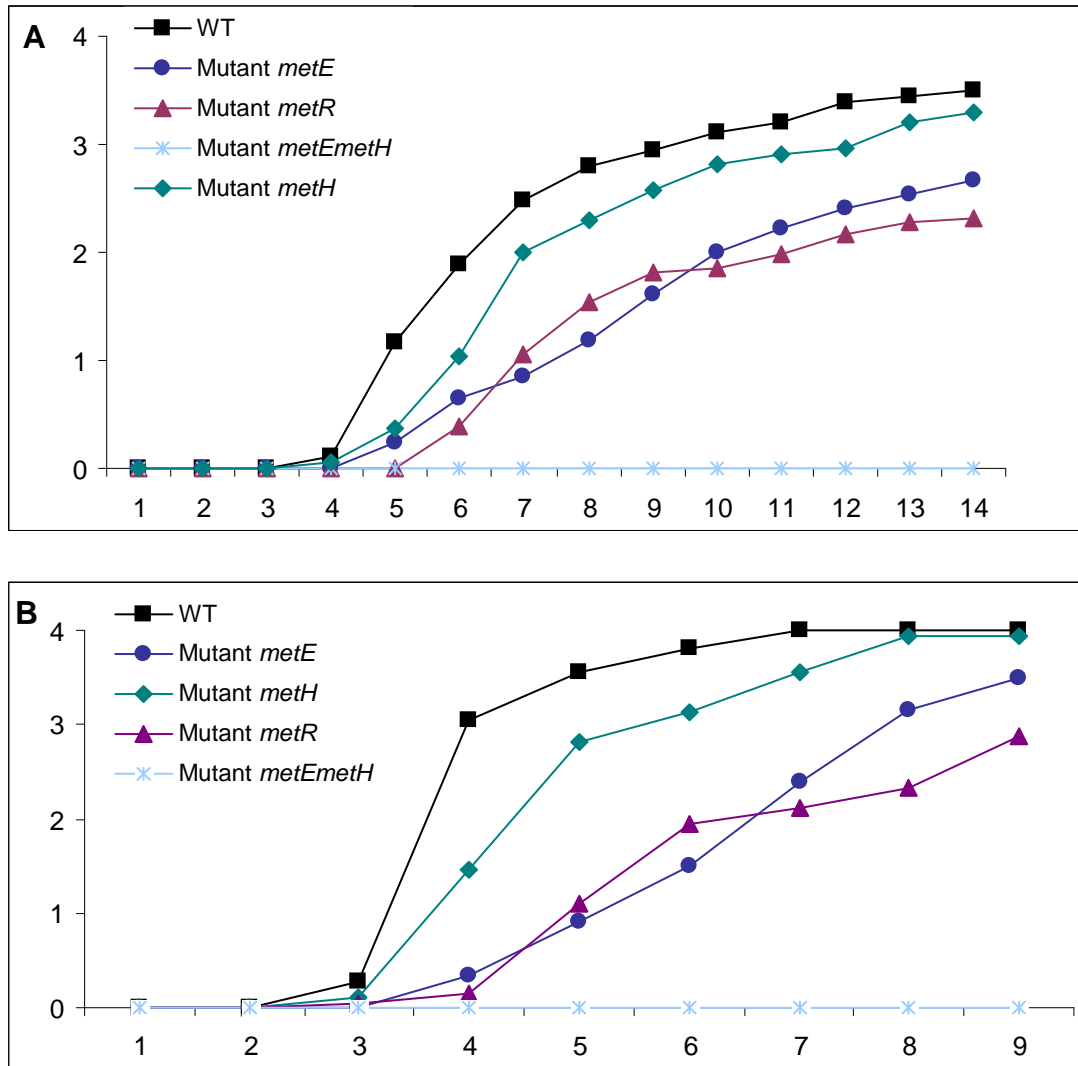 A
4
3
2
1
0
WT
Mutant metE
Mutant metR
Mutant metEmetH
Mutant metH
1 2 3 4 5 6 7 8 9 10 11 12 13 14
B
4
3
2
1
0
WT
Mutant metE
Mutant metH
Mutant metR
Mutant metEmetH
1 2 3 4 5 6 7 8 9